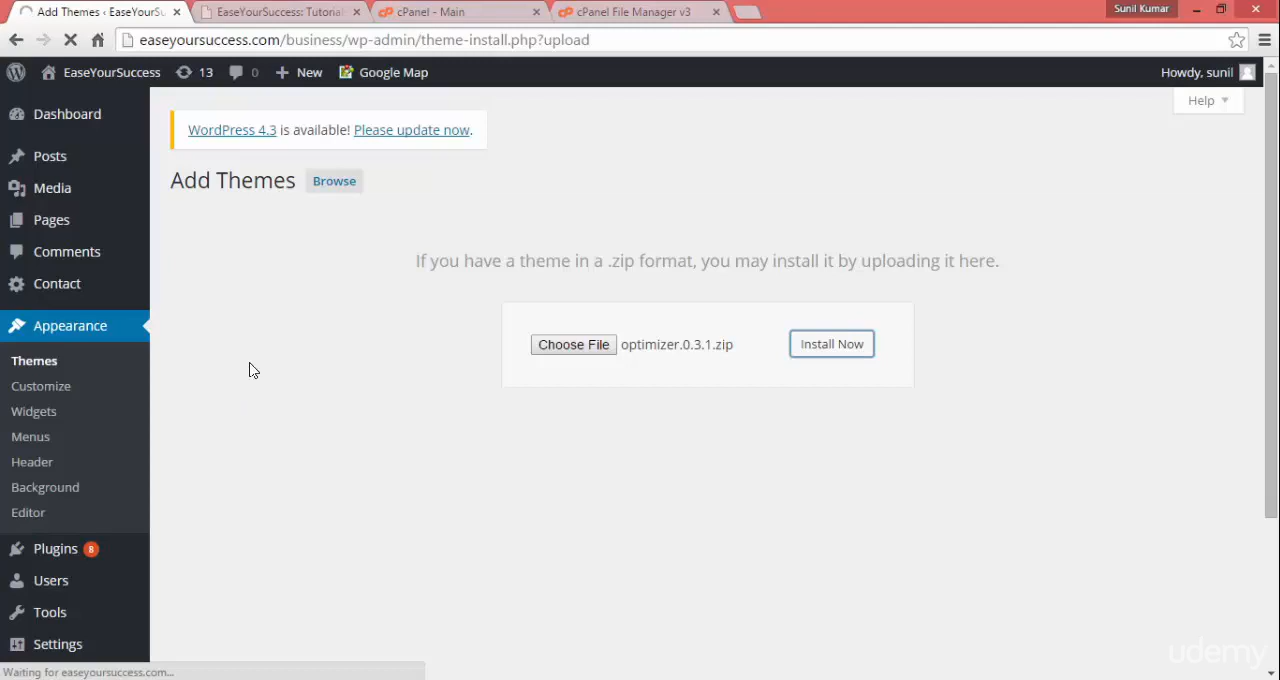 Add Themes ‹ EaseYourSu
EaseYourSuccess: Tutorial
cPanel - Main
cPanel File Manager v3
Sunil Kumar
easeyoursuccess.com/business/wp-admin/theme-install.php?upload
EaseYourSuccess 13 0 New Google Map Howdy, sunil
Help
Dashboard
Posts
Media
Pages
Comments
Contact
Appearance
Themes
Customize
Widgets
Menus
Header
Background
Editor
Plugins 8
Users
Tools
Settings
WordPress 4.3 is available! Please update now.
Add Themes Browse
If you have a theme in a .zip format, you may install it by uploading it here.
Choose File optimizer.0.3.1.zip Install Now
Waiting for easeyoursuccess.com...
udemy